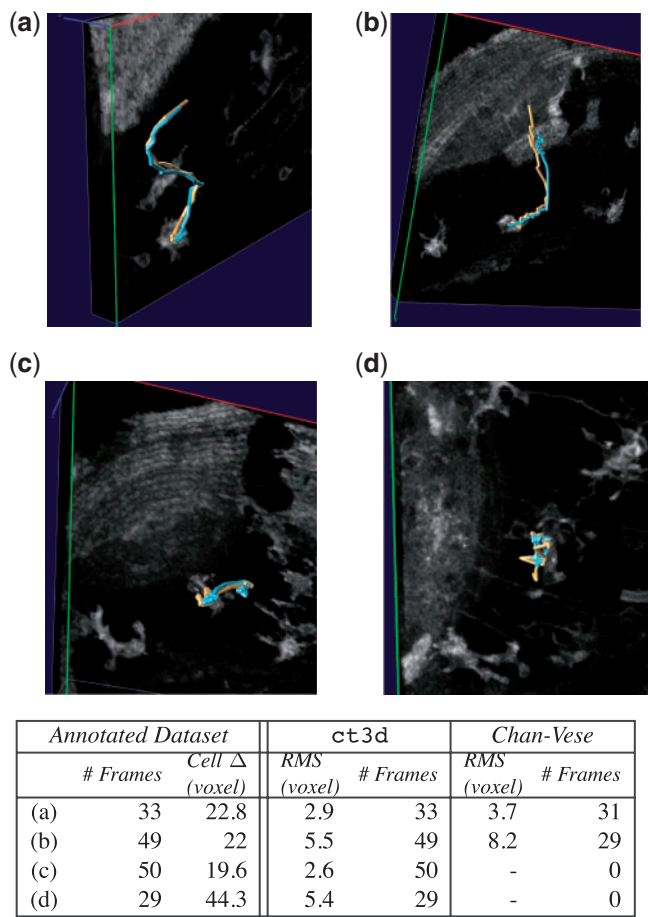 (a) (b)
(c) (d)
Annotated Dataset ct3d Chan-Vese
# Frames Cell Δ (voxel) RMS (voxel) # Frames RMS (voxel) # Frames
(a) 33 22.8 2.9 33 3.7 31
(b) 49 22 5.5 49 8.2 29
(c) 50 19.6 2.6 50 - 0
(d) 29 44.3 5.4 29 - 0